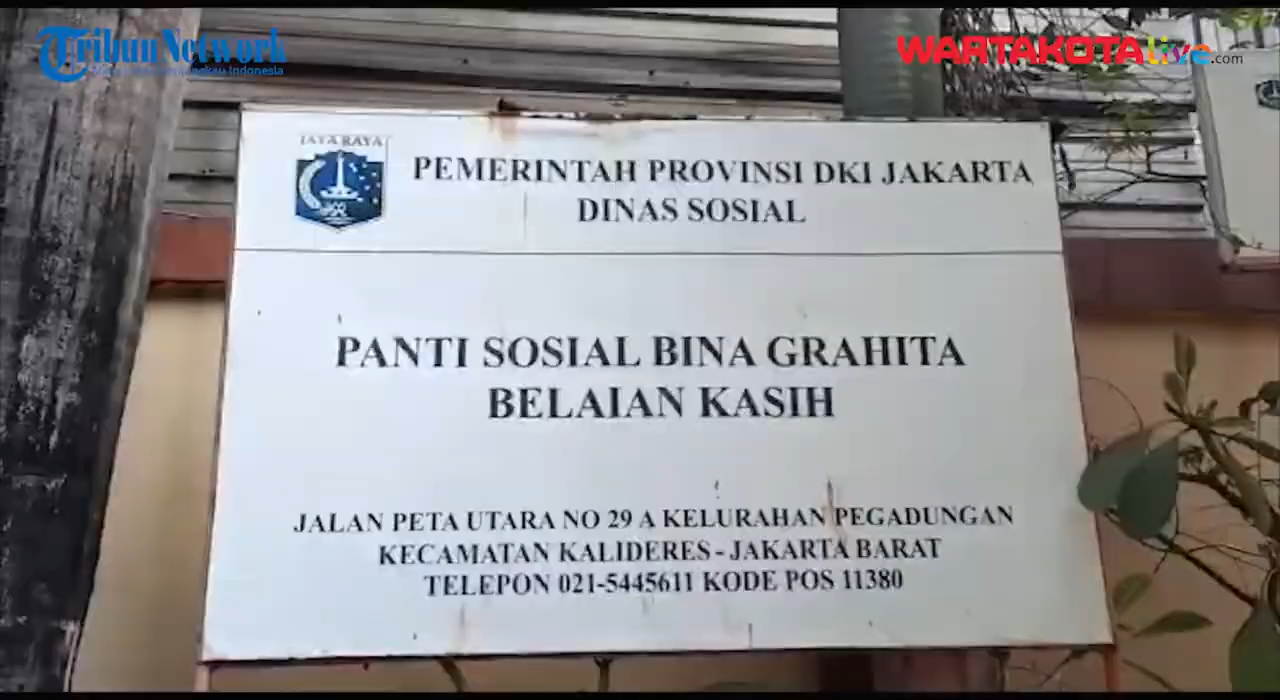 Tribun Network
WARTAKOTAlive.com
JAYA RAYA
PEMERINTAH PROVINSI DKI JAKARTA
DINAS SOSIAL
PANTI SOSIAL BINA GRAHITA
BELAIAN KASIH
JALAN PETA UTARA NO 29 A KELURAHAN PEGADUNGAN
KECAMATAN KALIDERES - JAKARTA BARAT
TELEPON 021-5445611 KODE POS 11380